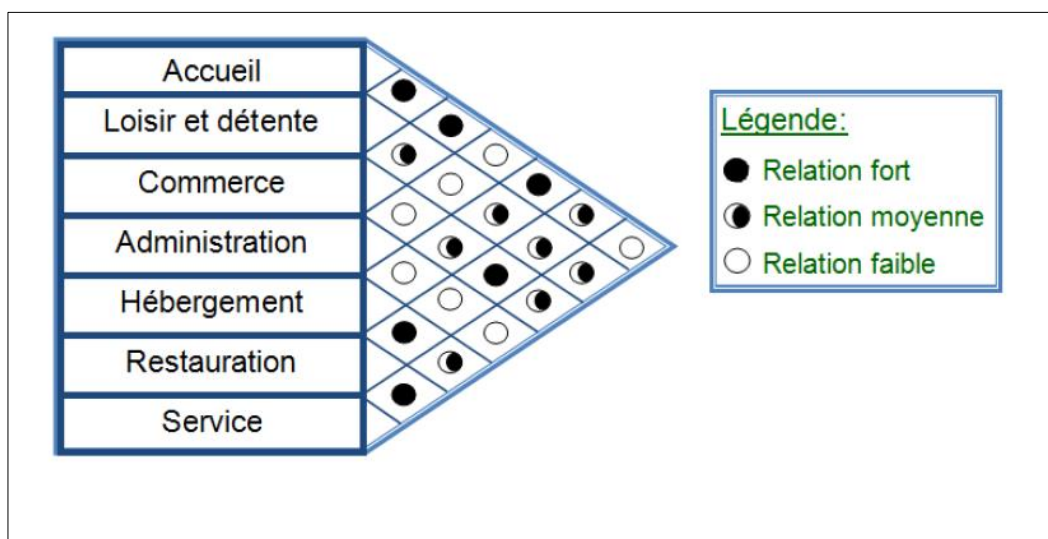 Accueil
Loisir et détente
Commerce
Administration
Hébergement
Restauration
Service
Légende:
Relation fort
Relation moyenne
Relation faible